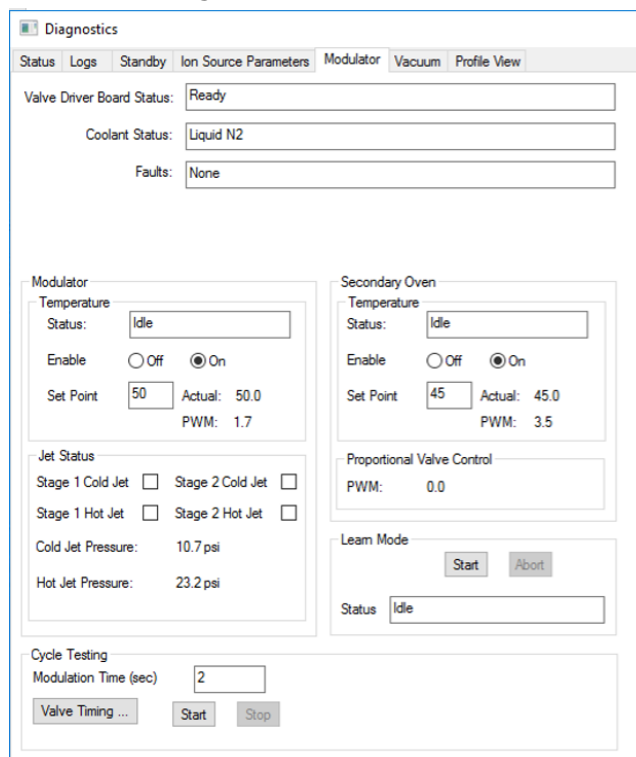 Diagnostics
Status Logs Standby Ion Source Parameters Modulator Vacuum Profile View
Valve Driver Board Status: Ready
Coolant Status: Liquid N2
Faults: None
Modulator
Temperature
Status: Idle
Enable Off On
Set Point 50 Actual: 50.0
PWM: 1.7
Jet Status
Stage 1 Cold Jet Stage 2 Cold Jet
Stage 1 Hot Jet Stage 2 Hot Jet
Cold Jet Pressure: 10.7 psi
Hot Jet Pressure: 23.2 psi
Secondary Oven
Temperature
Status: Idle
Enable Off On
Set Point 45 Actual: 45.0
PWM: 3.5
Proportional Valve Control
PWM: 0.0
Learn Mode
Start Abort
Status Idle
Cycle Testing
Modulation Time (sec) 2
Valve Timing ... Start Stop